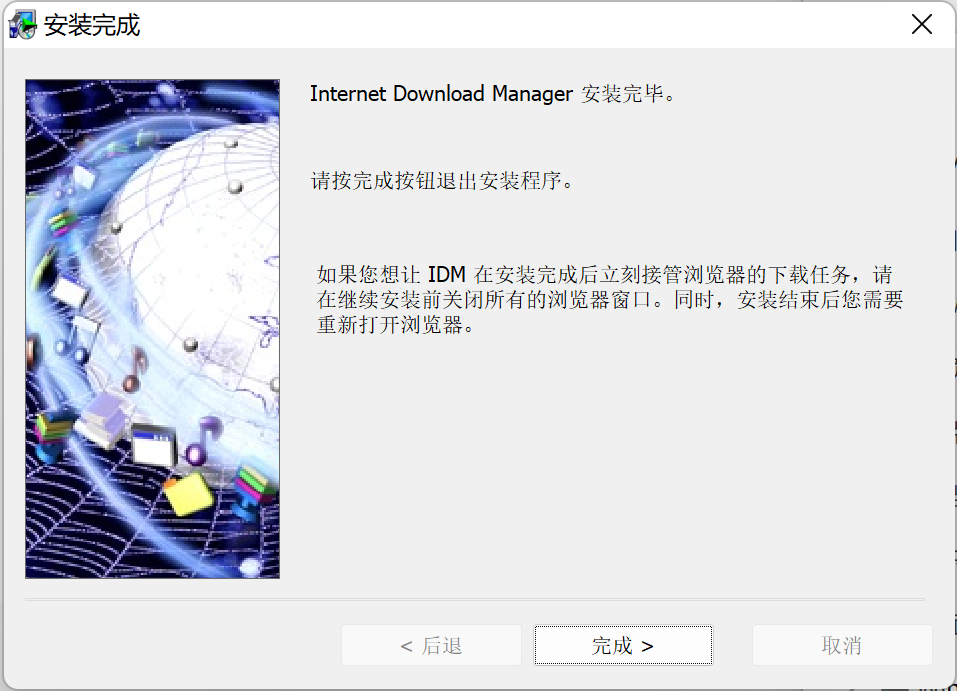 安装完成
Internet Download Manager 安装完毕。
请按完成按钮退出安装程序。
如果您想让 IDM 在安装完成后立刻接管浏览器的下载任务，请
在继续安装前关闭所有的浏览器窗口。同时，安装结束后您需要
重新打开浏览器。
< 后退
完成 >
取消